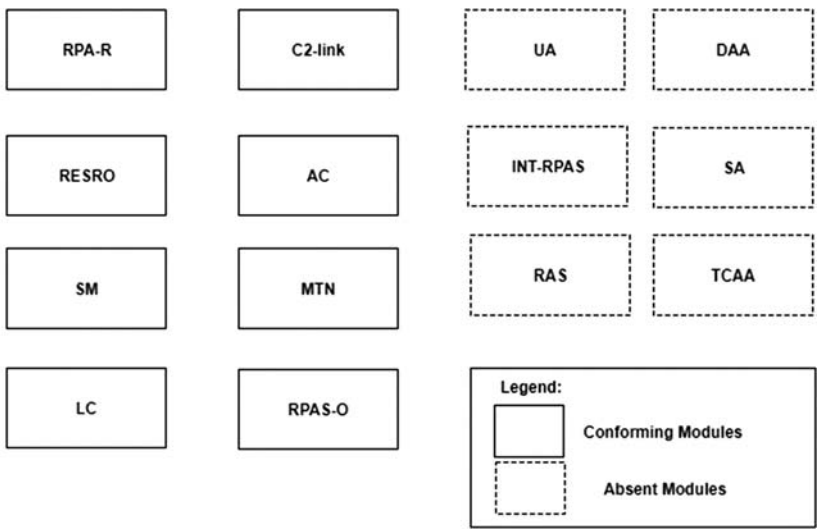 RPA-R
C2-link
UA
DAA
RESRO
AC
INT-RPAS
SA
SM
MTN
RAS
TCAA
LC
RPAS-O
Legend:
Conforming Modules
Absent Modules